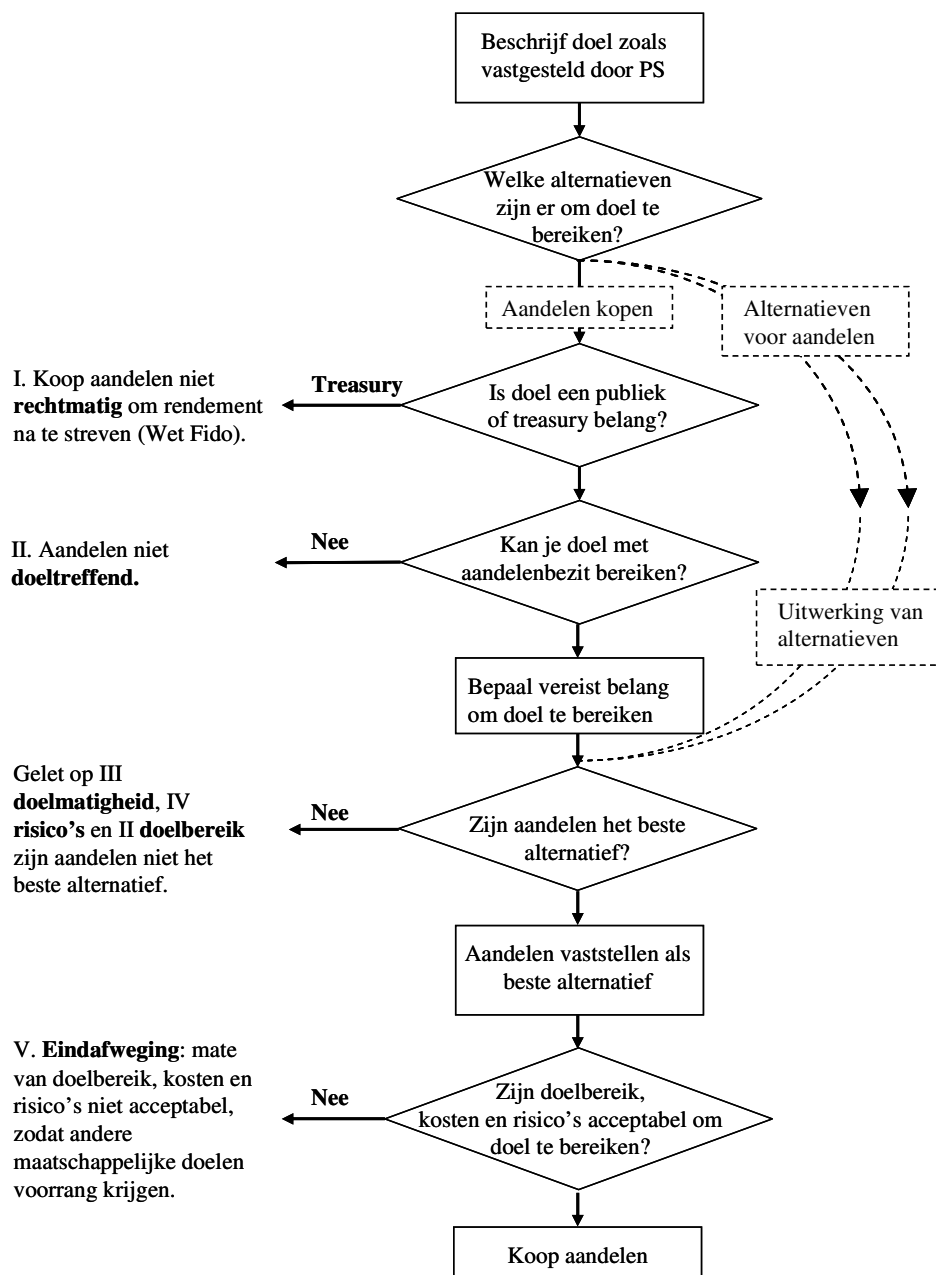 Beschrijf doel zoals
vastgesteld door PS
Welke alternatieven
zijn er om doel te
bereiken?
Aandelen kopen
Alternatieven
voor aandelen
I. Koop aandelen niet
rechtmatig om rendement
na te streven (Wet Fido).
Treasury
Is doel een publiek
of treasury belang?
II. Aandelen niet
doeltreffend.
Nee
Kan je doel met
aandelenbezit bereiken?
Uitwerking van
alternatieven
Bepaal vereist belang
om doel te bereiken
Gelet op III
doelmatigheid, IV
risico's en II doelbereik
zijn aandelen niet het
beste alternatief.
Nee
Zijn aandelen het beste
alternatief?
Aandelen vaststellen als
beste alternatief
V. Eindafweging: mate
van doelbereik, kosten en
risico's niet acceptabel,
zodat andere
maatschappelijke doelen
voorrang krijgen.
Nee
Zijn doelbereik,
kosten en risico's acceptabel om
doel te bereiken?
Koop aandelen